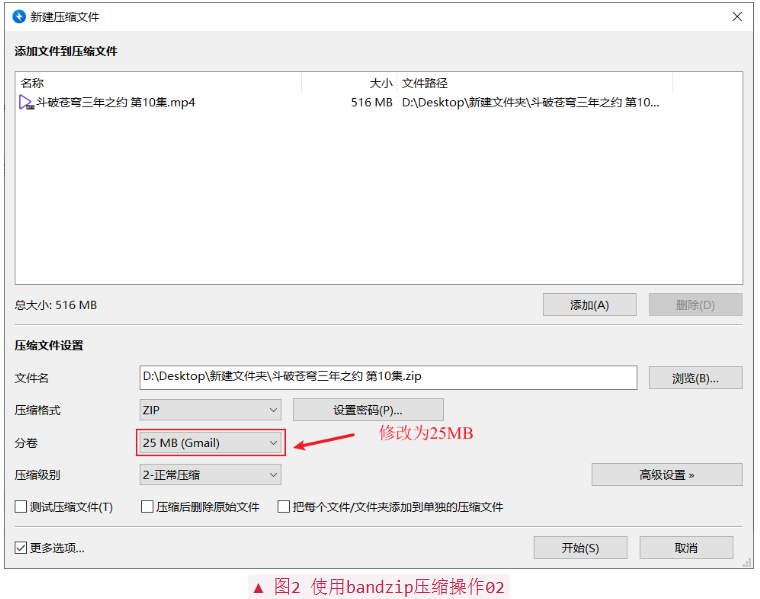 新建压缩文件
添加文件到压缩文件
名称 大小 文件路径
斗破苍穹三年之约 第10集.mp4 516 MB D:\Desktop\新建文件夹\斗破苍穹三年之约 第10...
总大小: 516 MB 添加(A) 删除(D)
压缩文件设置
文件名 D:\Desktop\新建文件夹\斗破苍穹三年之约 第10集.zip 浏览(B)...
压缩格式 ZIP 设置密码(P)...
分卷 25 MB (Gmail) 修改为25MB
压缩级别 2-正常压缩 高级设置 »
测试压缩文件(T) 压缩后删除原始文件 把每个文件/文件夹添加到单独的压缩文件
更多选项... 开始(S) 取消
▲ 图2 使用bandzip压缩操作02